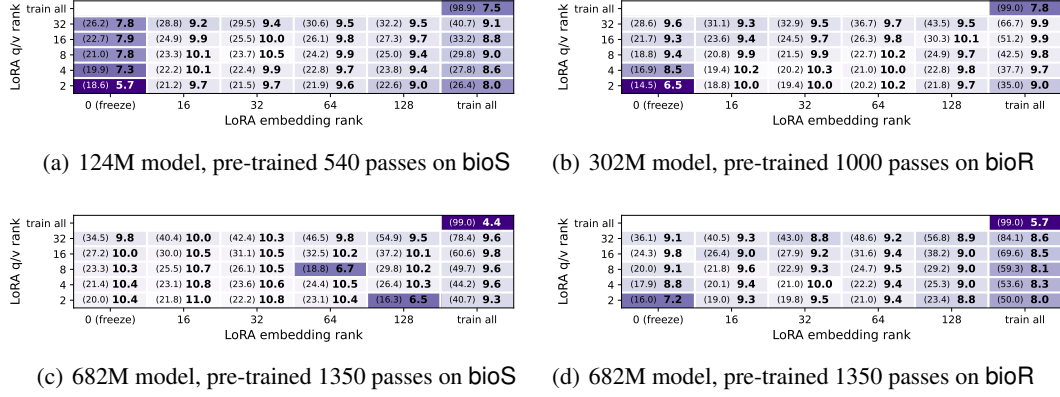 train all (98.9) 7.5
32 (26.2) 7.8 (28.8) 9.2 (29.5) 9.4 (30.6) 9.5 (32.2) 9.5 (40.7) 9.1
16 (22.7) 7.9 (24.9) 9.9 (25.5) 10.0 (26.1) 9.8 (27.3) 9.7 (33.2) 8.8
8 (21.0) 7.8 (23.3) 10.1 (23.7) 10.5 (24.2) 9.9 (25.0) 9.4 (29.8) 9.0
4 (19.9) 7.3 (22.2) 10.1 (22.4) 9.9 (22.8) 9.7 (23.8) 9.4 (27.8) 8.6
2 (18.6) 5.7 (21.2) 9.7 (21.5) 9.7 (21.9) 9.6 (22.6) 9.0 (26.4) 8.0
0 (freeze) 16 32 64 128 train all
LoRA embedding rank
LoRA q/v rank
(a) 124M model, pre-trained 540 passes on bioS
train all (99.0) 7.8
32 (28.6) 9.6 (31.1) 9.3 (32.9) 9.5 (36.7) 9.7 (43.5) 9.5 (66.7) 9.9
16 (21.7) 9.3 (23.6) 9.4 (24.5) 9.7 (26.3) 9.8 (30.3) 10.1 (51.2) 9.9
8 (18.8) 9.4 (20.8) 9.9 (21.5) 9.9 (22.7) 10.2 (24.9) 9.7 (42.5) 9.8
4 (16.9) 8.5 (19.4) 10.2 (20.2) 10.3 (21.0) 10.0 (22.8) 9.8 (37.7) 9.7
2 (14.5) 6.5 (18.8) 10.0 (19.4) 10.0 (20.2) 10.2 (21.8) 9.7 (35.0) 9.0
0 (freeze) 16 32 64 128 train all
LoRA embedding rank
LoRA q/v rank
(b) 302M model, pre-trained 1000 passes on bioR
train all (99.0) 4.4
32 (34.5) 9.8 (40.4) 10.0 (42.4) 10.3 (46.5) 9.8 (54.9) 9.5 (78.4) 9.6
16 (27.2) 10.0 (30.0) 10.5 (31.1) 10.5 (32.5) 10.2 (37.2) 10.1 (60.6) 9.8
8 (23.3) 10.3 (25.5) 10.7 (26.1) 10.5 (18.8) 6.7 (29.8) 10.2 (49.7) 9.6
4 (21.4) 10.4 (23.1) 10.8 (23.6) 10.6 (24.4) 10.5 (26.4) 10.3 (44.2) 9.6
2 (20.0) 10.4 (21.8) 11.0 (22.2) 10.8 (23.1) 10.4 (16.3) 6.5 (40.7) 9.3
0 (freeze) 16 32 64 128 train all
LoRA embedding rank
LoRA q/v rank
(c) 682M model, pre-trained 1350 passes on bioS
train all (99.0) 5.7
32 (36.1) 9.1 (40.5) 9.3 (43.0) 8.8 (48.6) 9.2 (56.8) 8.9 (84.1) 8.6
16 (24.3) 9.8 (26.4) 9.0 (27.9) 9.2 (31.6) 9.4 (38.2) 9.0 (69.6) 8.5
8 (20.0) 9.1 (21.8) 9.6 (22.9) 9.3 (24.7) 9.5 (29.2) 9.0 (59.3) 8.1
4 (17.9) 8.8 (20.1) 9.4 (21.0) 10.0 (22.2) 9.4 (25.3) 9.0 (53.6) 8.3
2 (16.0) 7.2 (19.0) 9.3 (19.8) 9.5 (21.0) 9.4 (23.4) 8.8 (50.0) 8.0
0 (freeze) 16 32 64 128 train all
LoRA embedding rank
LoRA q/v rank
(d) 682M model, pre-trained 1350 passes on bioR